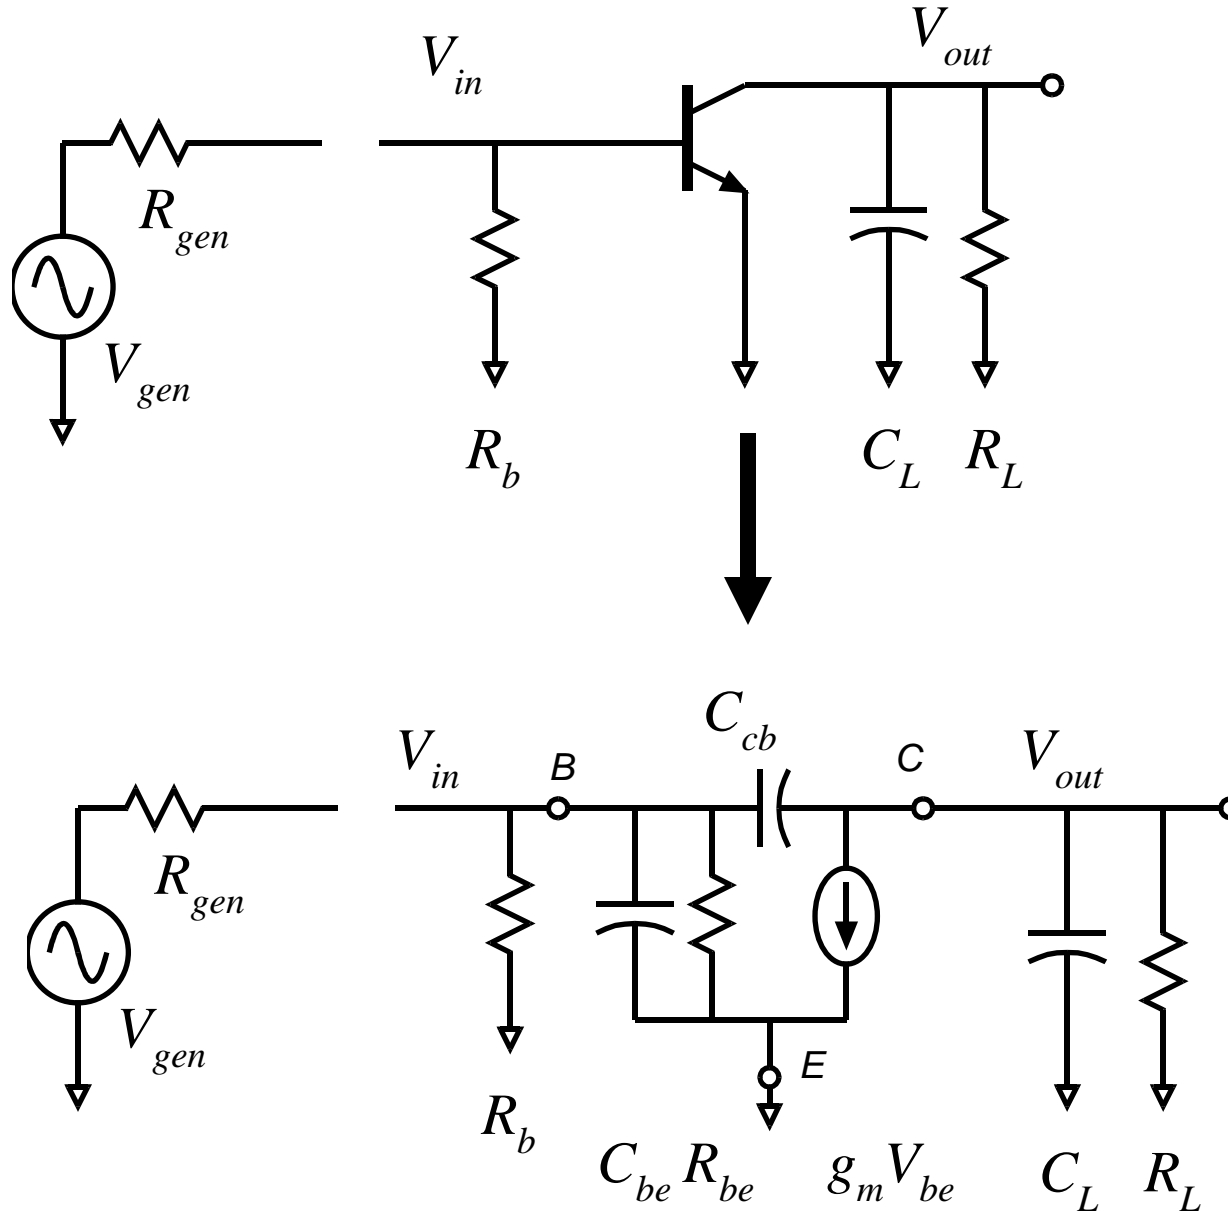 V_in
V_out
R_gen
V_gen
R_b
C_L
R_L
C_cb
V_in
B
C
V_out
R_gen
V_gen
E
R_b
C_be R_be
g_m V_be
C_L
R_L